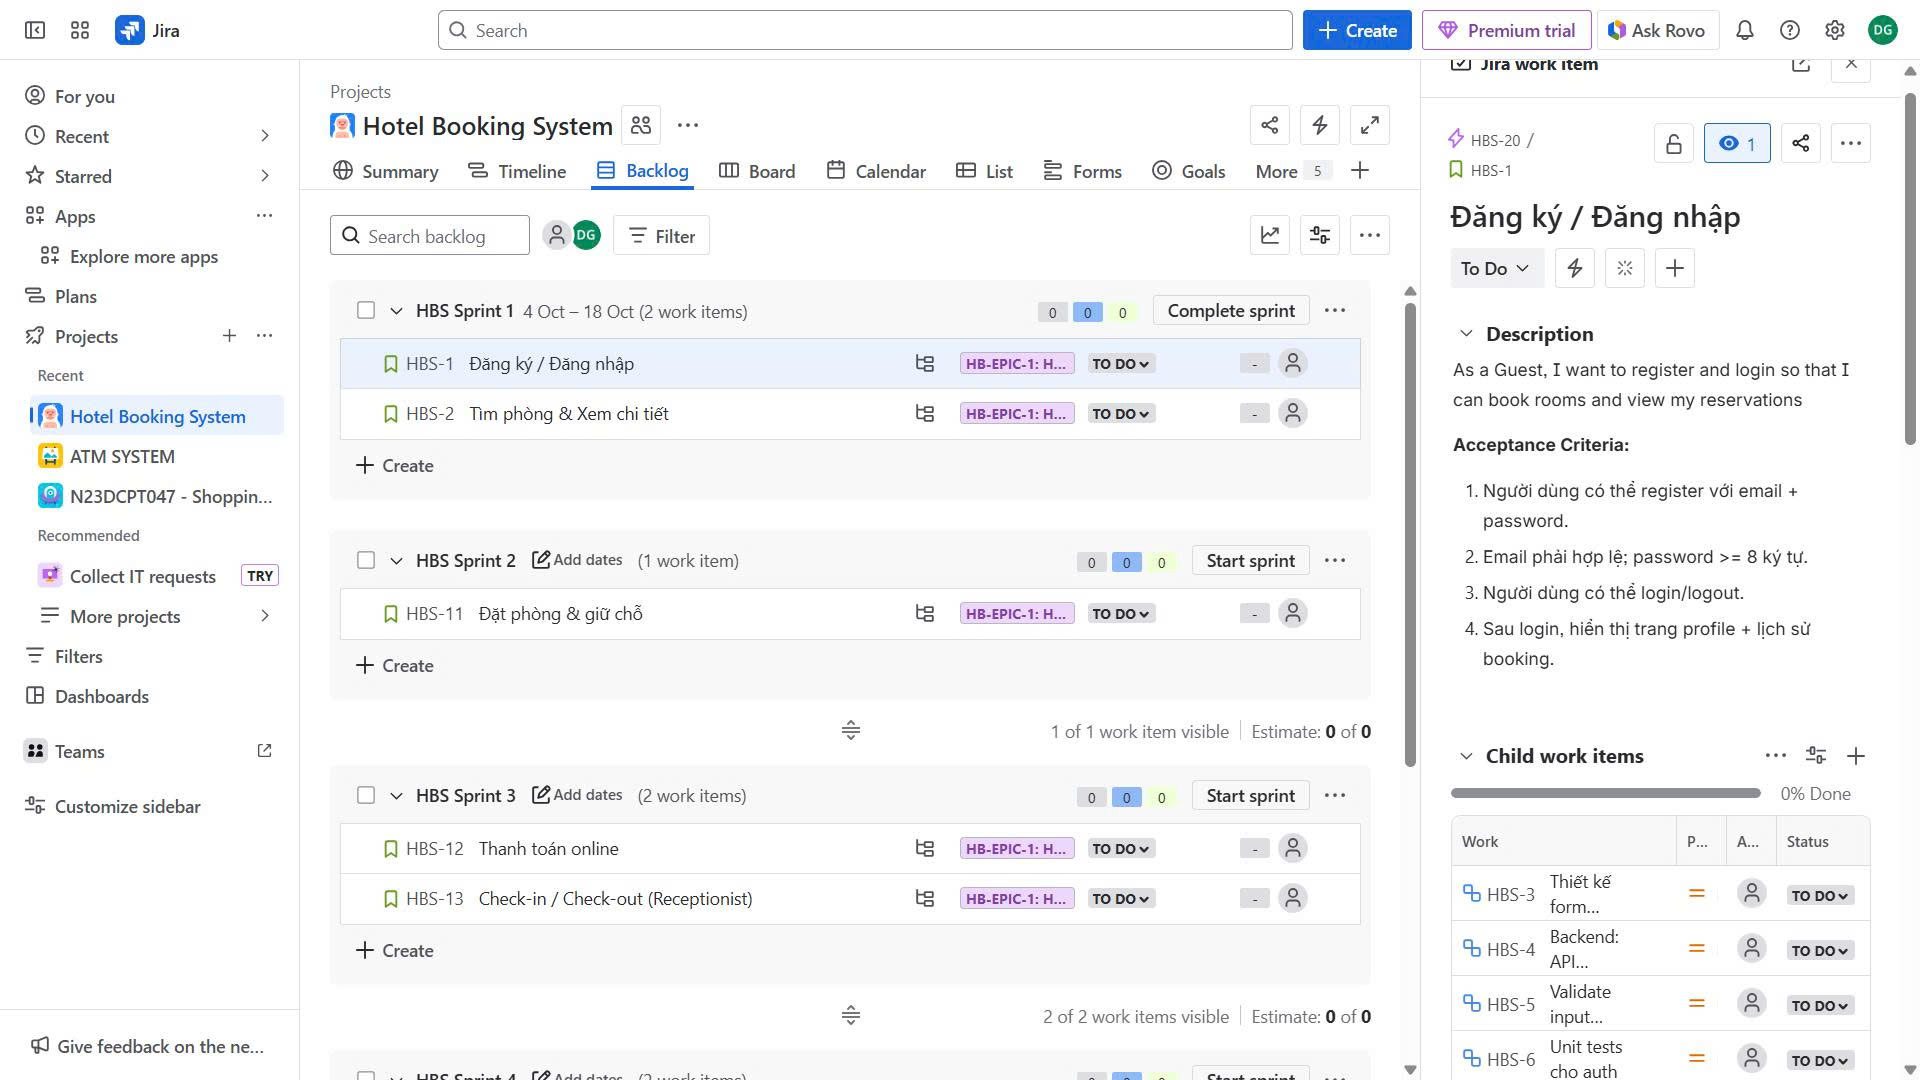 Jira
Search
Create
Premium trial
Ask Rovo
DG
For you
Recent
Starred
Apps
Explore more apps
Plans
Projects
Recent
Hotel Booking System
ATM SYSTEM
N23DCPT047 - Shoppin...
Recommended
Collect IT requests TRY
More projects
Filters
Dashboards
Teams
Customize sidebar
Give feedback on the ne...
Projects
Hotel Booking System
Summary Timeline Backlog Board Calendar List Forms Goals More 5
Search backlog
DG
Filter
HBS Sprint 1 4 Oct – 18 Oct (2 work items) 0 0 0 Complete sprint
HBS-1 Đăng ký / Đăng nhập HB-EPIC-1: H... TO DO -
HBS-2 Tìm phòng & Xem chi tiết HB-EPIC-1: H... TO DO -
Create
HBS Sprint 2 Add dates (1 work item) 0 0 0 Start sprint
HBS-11 Đặt phòng & giữ chỗ HB-EPIC-1: H... TO DO -
Create
1 of 1 work item visible Estimate: 0 of 0
HBS Sprint 3 Add dates (2 work items) 0 0 0 Start sprint
HBS-12 Thanh toán online HB-EPIC-1: H... TO DO -
HBS-13 Check-in / Check-out (Receptionist) HB-EPIC-1: H... TO DO -
Create
2 of 2 work items visible Estimate: 0 of 0
HBS Sprint 4 Add dates (2 work items) 0 0 0 Start sprint
Jira work item
HBS-20 /
HBS-1
1
Đăng ký / Đăng nhập
To Do
Description
As a Guest, I want to register and login so that I
can book rooms and view my reservations
Acceptance Criteria:
1. Người dùng có thể register với email +
password.
2. Email phải hợp lệ; password >= 8 ký tự.
3. Người dùng có thể login/logout.
4. Sau login, hiển thị trang profile + lịch sử
booking.
Child work items
0% Done
Work P... A... Status
HBS-3 Thiết kế form... TO DO
HBS-4 Backend: API... TO DO
HBS-5 Validate input... TO DO
HBS-6 Unit tests cho auth TO DO